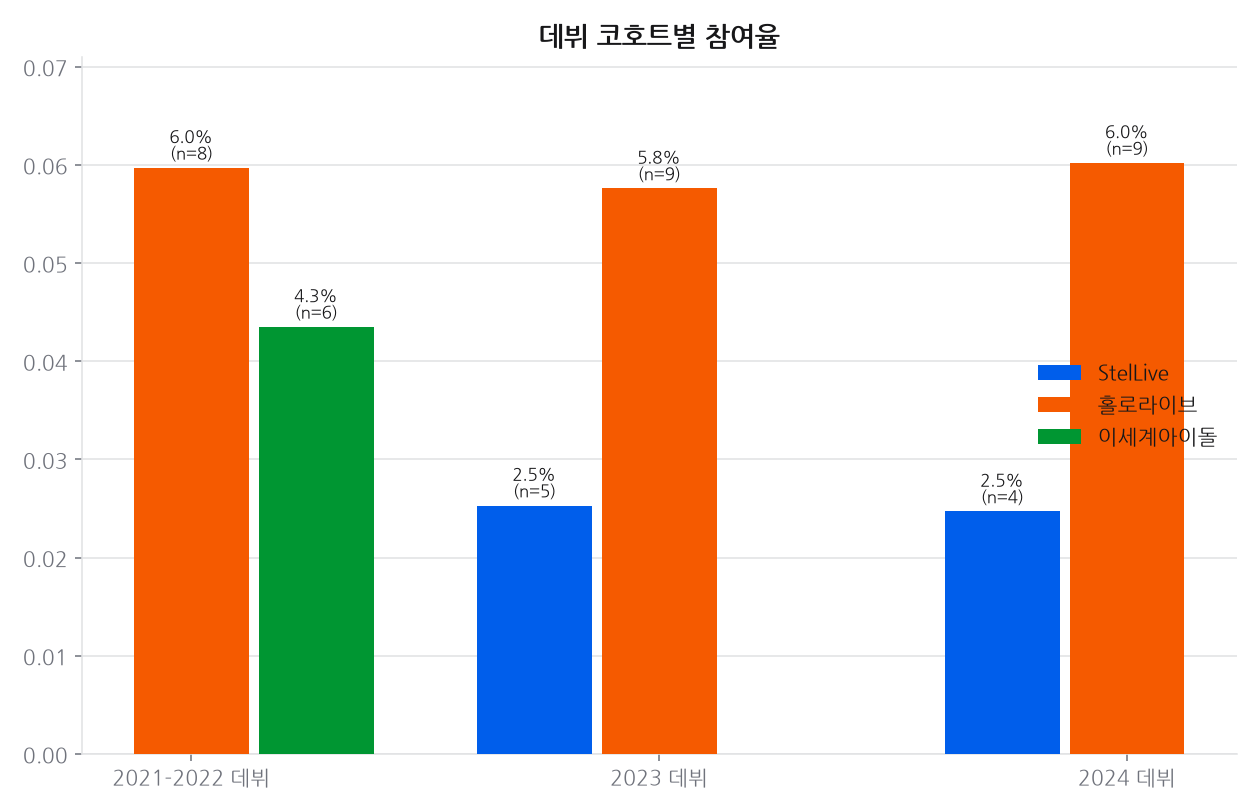 데뷔 코호트별 참여율
0.07
0.06
0.05
0.04
0.03
0.02
0.01
0.00
6.0%
(n=8)
4.3%
(n=6)
2.5%
(n=5)
5.8%
(n=9)
2.5%
(n=4)
6.0%
(n=9)
StelLive
홀로라이브
이세계아이돌
2021-2022 데뷔
2023 데뷔
2024 데뷔